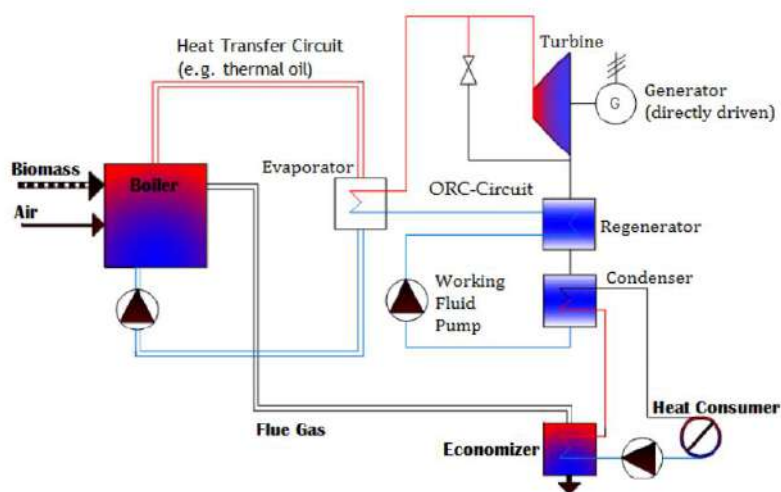 Heat Transfer Circuit
(e.g. thermal oil)
Turbine
G
Generator
(directly driven)
Biomass
Boiler
Evaporator
Air
ORC-Circuit
Regenerator
Working
Fluid
Pump
Condenser
Flue Gas
Heat Consumer
Economizer